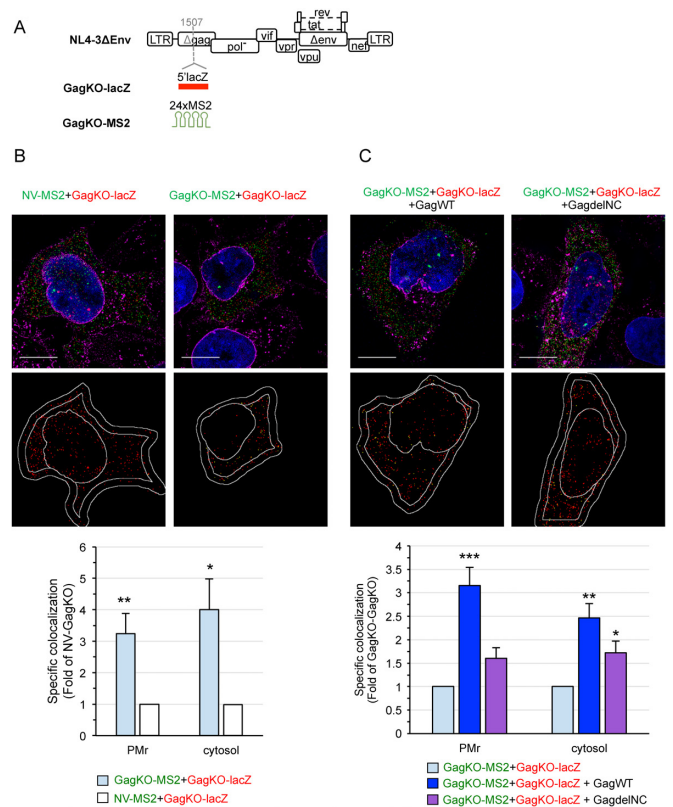 A
NL4-3ΔEnv
1507
LTR
Δgag
pol-
vif
vpr
vpu
rev
tat
Δenv
nef
LTR
5'lacZ
GagKO-lacZ
24xMS2
GagKO-MS2
B
NV-MS2+GagKO-lacZ
GagKO-MS2+GagKO-lacZ
C
GagKO-MS2+GagKO-lacZ
+GagWT
GagKO-MS2+GagKO-lacZ
+GagdelNC
Specific colocalization
(Fold of NV-GagKO)
6
5
4
3
2
1
0
**
*
PMr
cytosol
GagKO-MS2+GagKO-lacZ
NV-MS2+GagKO-lacZ
Specific colocalization
(Fold of GagKO-GagKO)
4
3.5
3
2.5
2
1.5
1
0.5
0
***
**
*
PMr
cytosol
GagKO-MS2+GagKO-lacZ
GagKO-MS2+GagKO-lacZ + GagWT
GagKO-MS2+GagKO-lacZ + GagdelNC